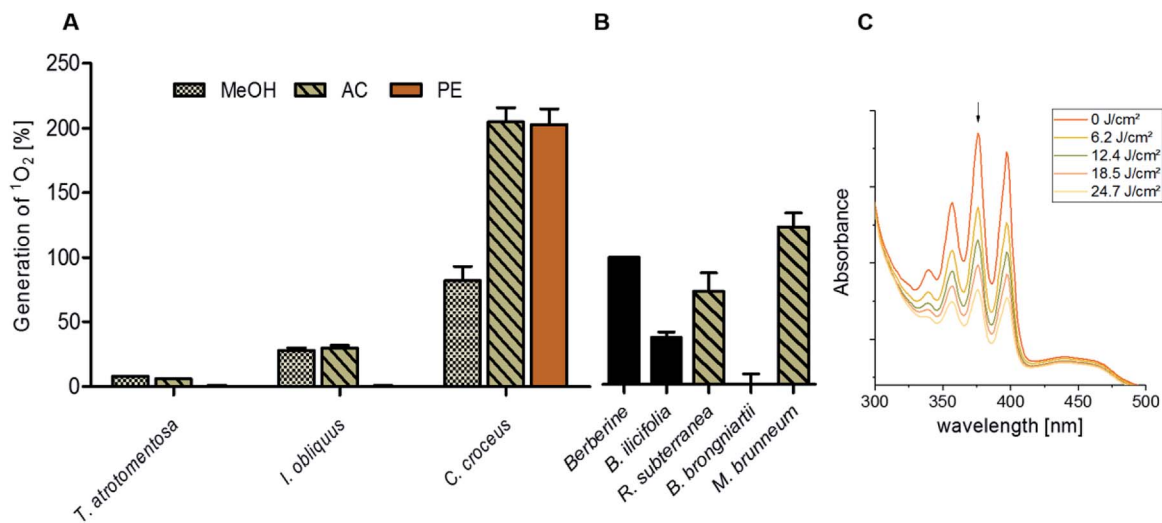 A
B
C
Generation of ¹O₂ [%]
250
200
150
100
50
0
MeOH
AC
PE
T. atrotomentosa
I. obliquus
C. croceus
Berberine
B. ilicifolia
R. subterranea
B. brongniartii
M. brunneum
Absorbance
0 J/cm²
6.2 J/cm²
12.4 J/cm²
18.5 J/cm²
24.7 J/cm²
300 350 400 450 500
wavelength [nm]